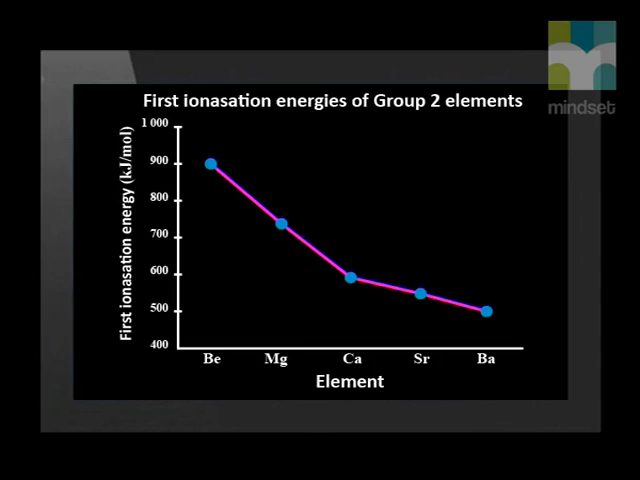 mindset
First ionasation energies of Group 2 elements
First ionasation energy (kJ/mol)
1 000
900
800
700
600
500
400
Be Mg Ca Sr Ba
Element